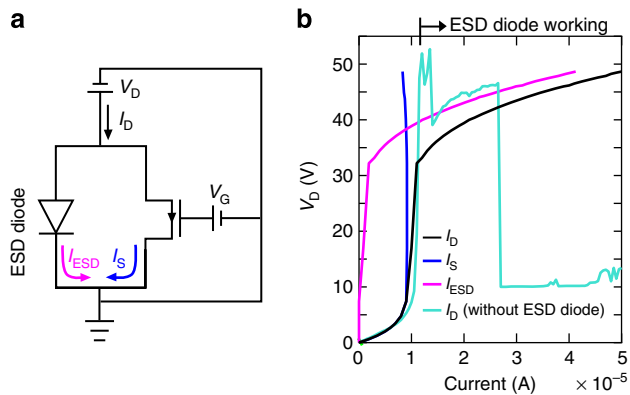 a
V_D
I_D
V_G
ESD diode
I_ESD
I_S
b
ESD diode working
50
40
30
20
10
0
V_D (V)
I_D
I_S
I_ESD
I_D (without ESD diode)
0 1 2 3 4 5
Current (A) × 10⁻⁵